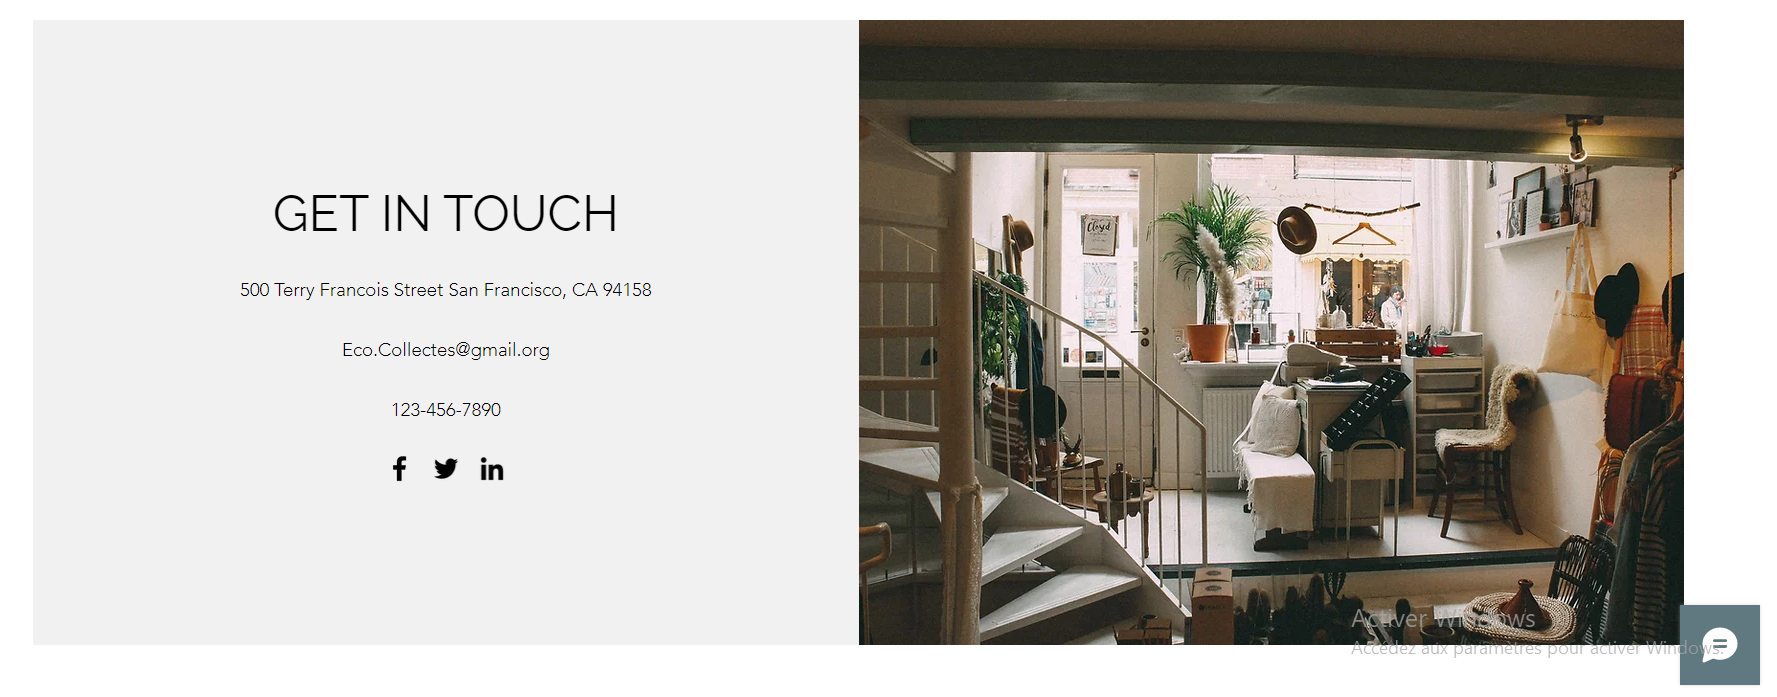 GET IN TOUCH
500 Terry Francois Street San Francisco, CA 94158
Eco.Collectes@gmail.org
123-456-7890
Closed
Activer Windows
Accédez aux paramètres pour activer Windows.